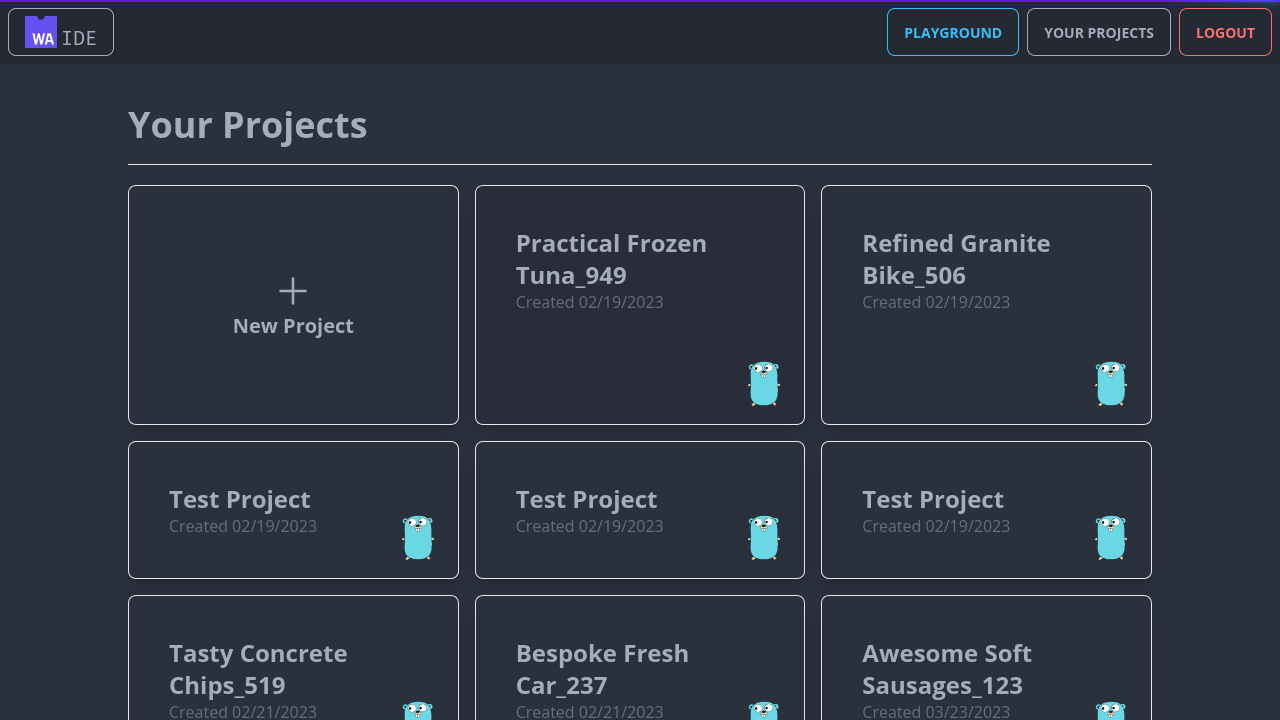 WA IDE
PLAYGROUND
YOUR PROJECTS
LOGOUT
Your Projects
New Project
Practical Frozen
Tuna_949
Created 02/19/2023
Refined Granite
Bike_506
Created 02/19/2023
Test Project
Created 02/19/2023
Test Project
Created 02/19/2023
Test Project
Created 02/19/2023
Tasty Concrete
Chips_519
Created 02/21/2023
Bespoke Fresh
Car_237
Created 02/21/2023
Awesome Soft
Sausages_123
Created 03/23/2023